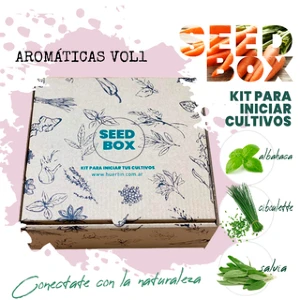 AROMÁTICAS VOL1
SEED
BOX
KIT PARA
INICIAR
CULTIVOS
SEED
BOX
KIT PARA INICIAR TUS CULTIVOS
www.huertin.com.ar
albahaca
ciboulette
salvia
Conectate con la naturaleza